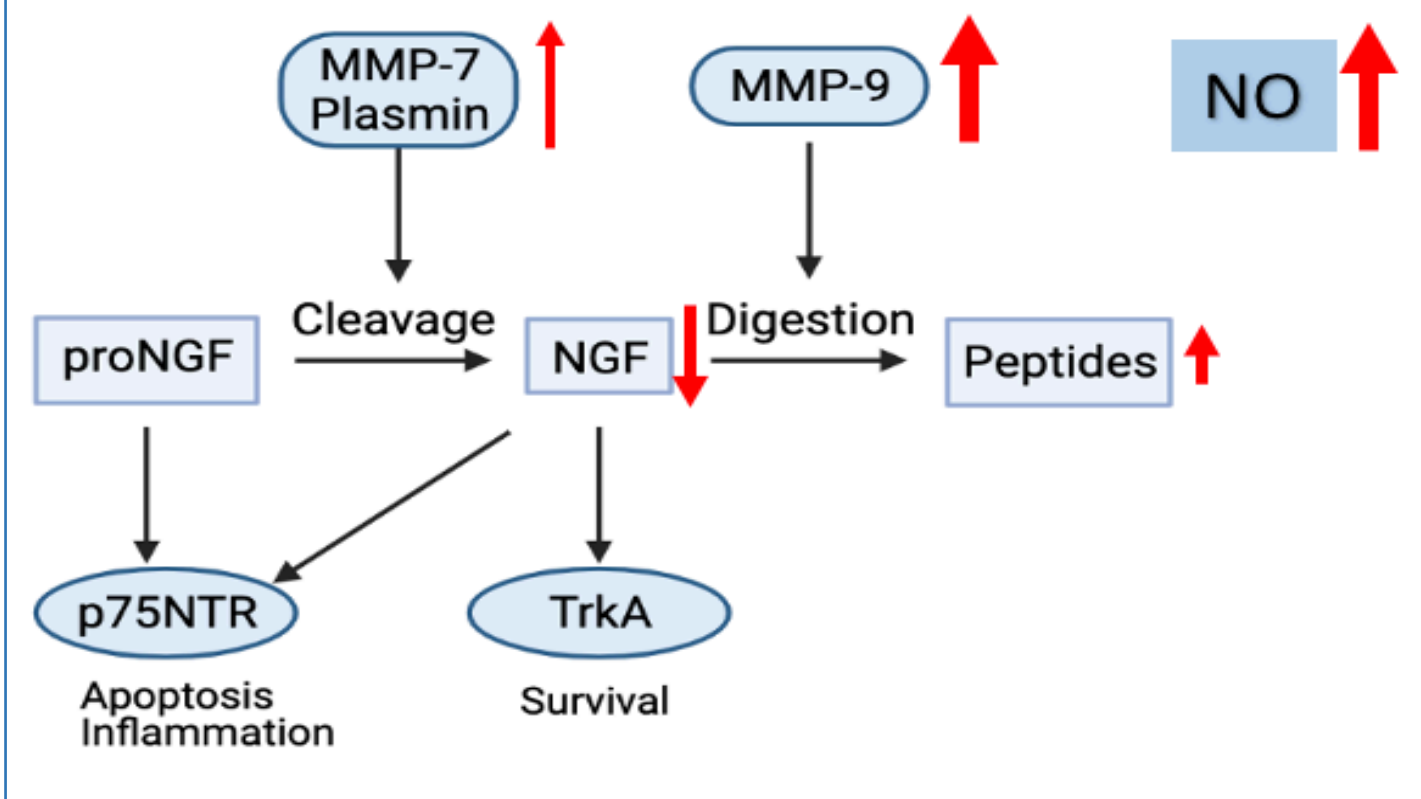 MMP-7
Plasmin
MMP-9
NO
Cleavage
Digestion
proNGF
NGF
Peptides
p75NTR
TrkA
Apoptosis
Inflammation
Survival